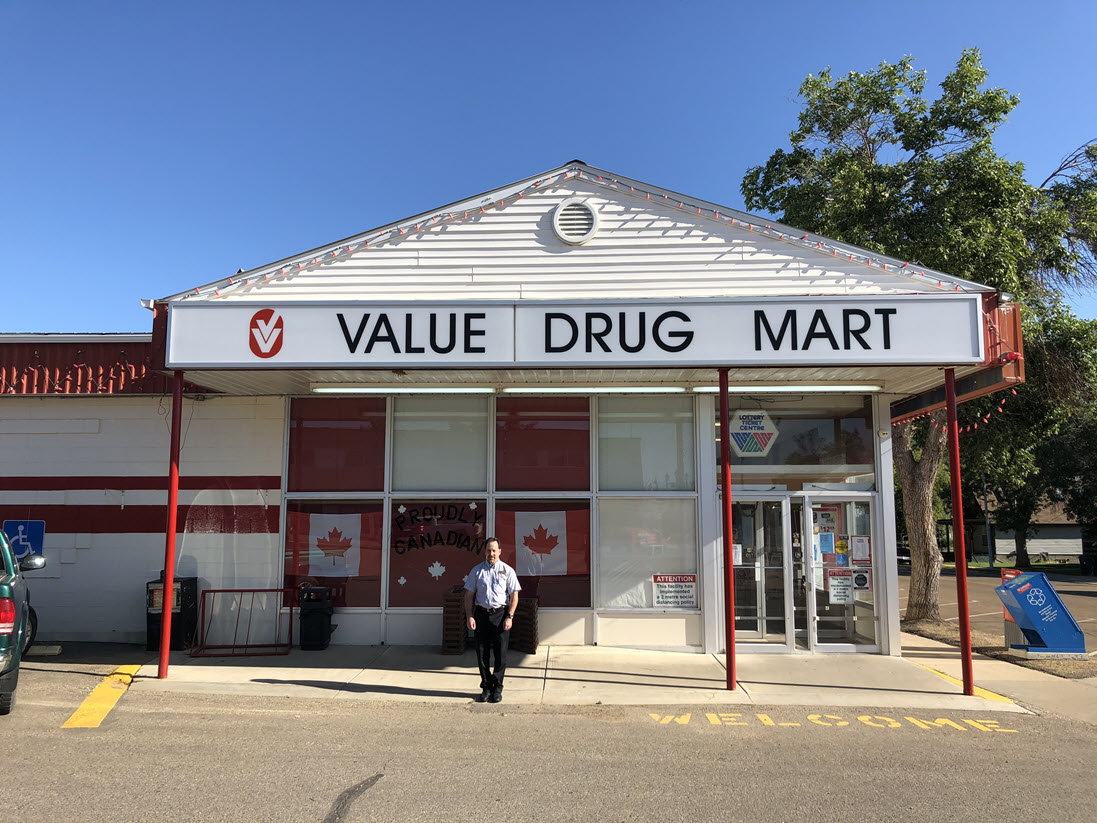 VALUE DRUG MART
LOTTERY
TICKET
CENTRE
PROUDLY
CANADIAN
ATTENTION
This facility has
implemented
a 2 metre social
distancing policy
ATTENTION
WELCOME